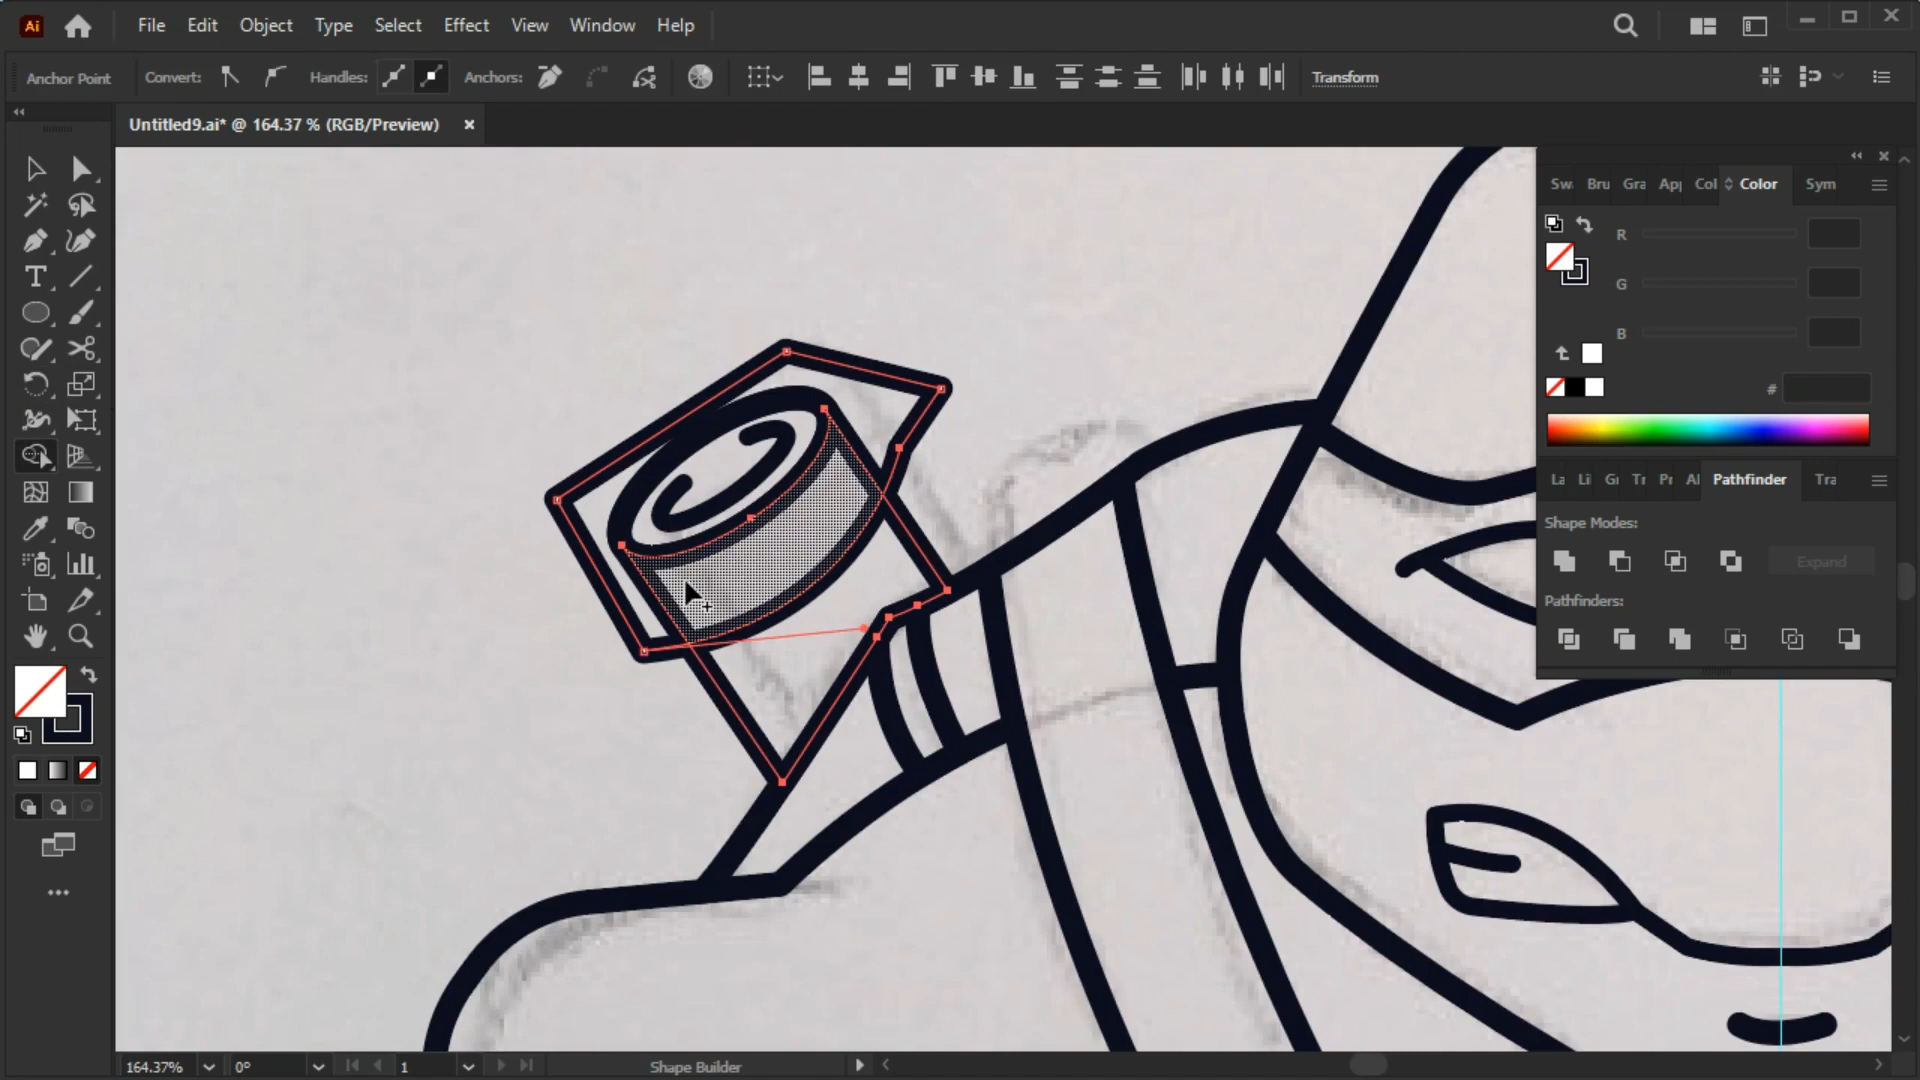 Ai File Edit Object Type Select Effect View Window Help
Anchor Point Convert: Handles: Anchors: Transform
Untitled9.ai* @ 164.37 % (RGB/Preview)
Sw Bru Gra App Col Color Sym
R
G
B
#
La Li Gr Tr Pr Al Pathfinder Tra
Shape Modes:
Expand
Pathfinders:
164.37% 0° 1 Shape Builder